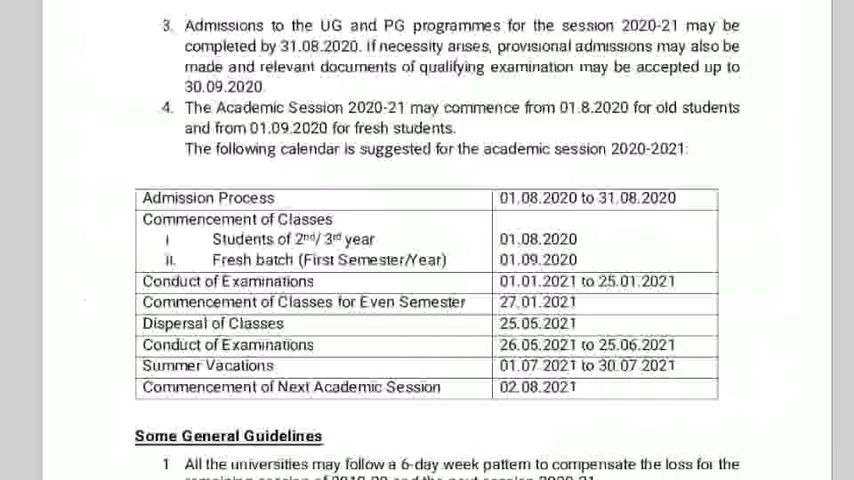 3. Admissions to the UG and PG programmes for the session 2020-21 may be
completed by 31.08.2020. If necessity arises, provisional admissions may also be
made and relevant documents of qualifying examination may be accepted up to
30.09.2020.
4. The Academic Session 2020-21 may commence from 01.8.2020 for old students
and from 01.09.2020 for fresh students.
The following calendar is suggested for the academic session 2020-2021:
Admission Process 01.08.2020 to 31.08.2020
Commencement of Classes
i Students of 2nd/ 3rd year 01.08.2020
ii. Fresh batch (First Semester/Year) 01.09.2020
Conduct of Examinations 01.01.2021 to 25.01.2021
Commencement of Classes for Even Semester 27.01.2021
Dispersal of Classes 25.05.2021
Conduct of Examinations 26.05.2021 to 25.06.2021
Summer Vacations 01.07.2021 to 30.07.2021
Commencement of Next Academic Session 02.08.2021
Some General Guidelines
1 All the universities may follow a 6-day week pattern to compensate the loss for the